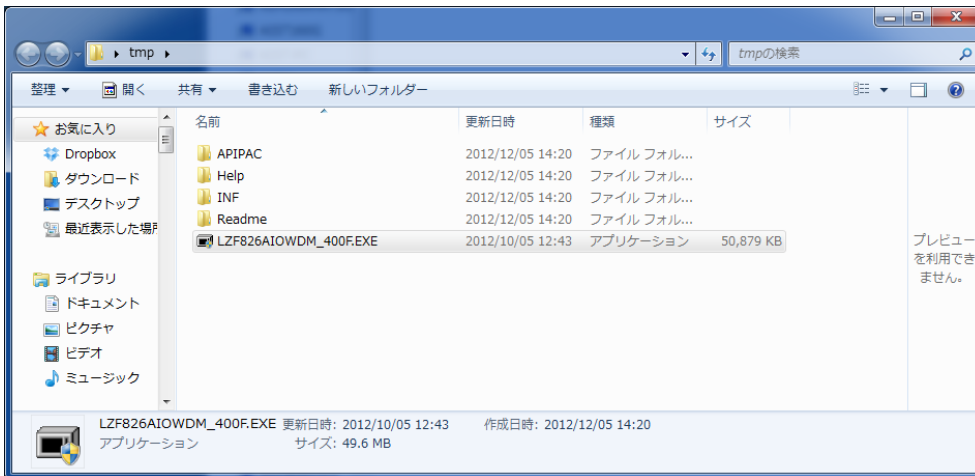 tmp
tmpの検索
整理 開く 共有 書き込む 新しいフォルダー
お気に入り
Dropbox
ダウンロード
デスクトップ
最近表示した場所
ライブラリ
ドキュメント
ピクチャ
ビデオ
ミュージック
名前 更新日時 種類 サイズ
APIPAC 2012/12/05 14:20 ファイル フォル...
Help 2012/12/05 14:20 ファイル フォル...
INF 2012/12/05 14:20 ファイル フォル...
Readme 2012/12/05 14:20 ファイル フォル...
LZF826AIOWDM_400F.EXE 2012/10/05 12:43 アプリケーション 50,879 KB
プレビュー
を利用でき
ません。
LZF826AIOWDM_400F.EXE 更新日時: 2012/10/05 12:43 作成日時: 2012/12/05 14:20
アプリケーション サイズ: 49.6 MB